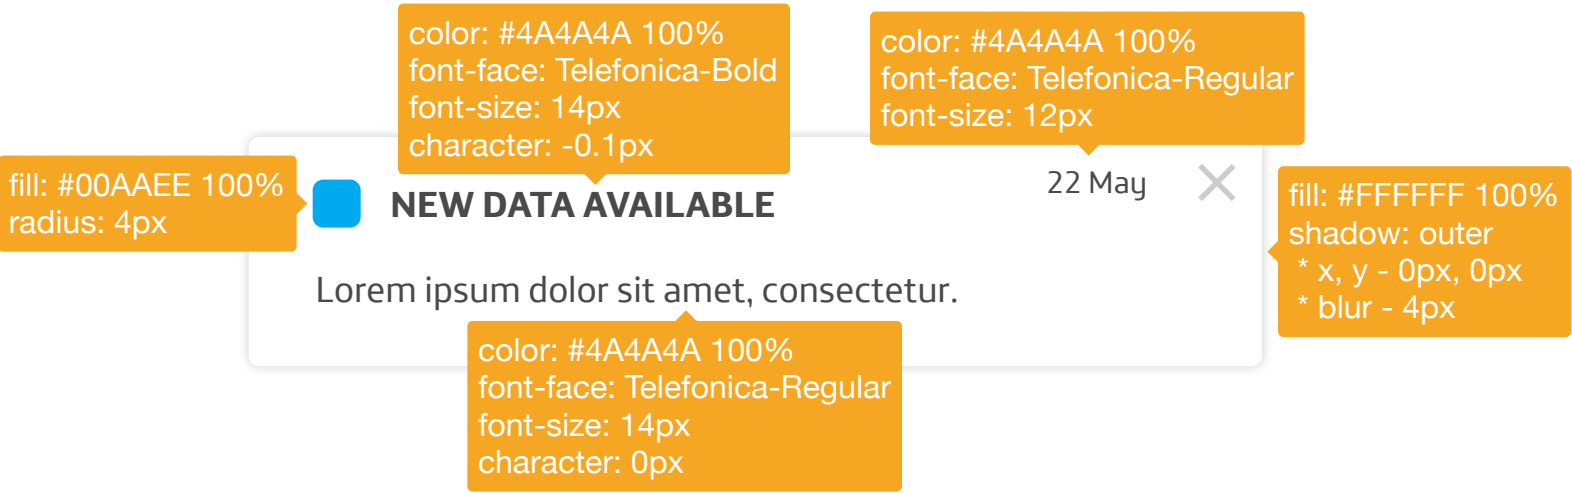 color: #4A4A4A 100%
font-face: Telefonica-Bold
font-size: 14px
character: -0.1px
color: #4A4A4A 100%
font-face: Telefonica-Regular
font-size: 12px
fill: #00AAEE 100%
radius: 4px
NEW DATA AVAILABLE
22 May
fill: #FFFFFF 100%
shadow: outer
* x, y - 0px, 0px
* blur - 4px
Lorem ipsum dolor sit amet, consectetur.
color: #4A4A4A 100%
font-face: Telefonica-Regular
font-size: 14px
character: 0px